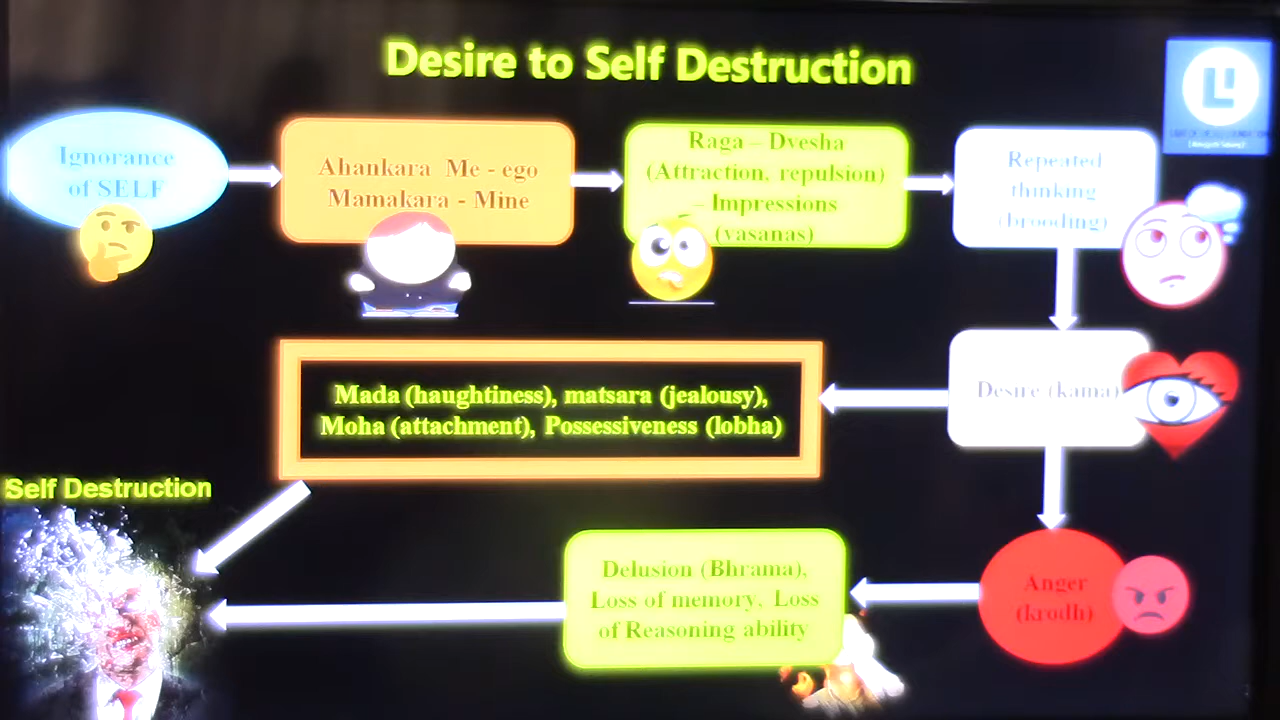 Desire to Self Destruction
Ignorance
of SELF
Ahankara Me - ego
Mamakara - Mine
Raga – Dvesha
(Attraction, repulsion)
– Impressions
(vasanas)
Repeated
thinking
(brooding)
Desire (kama)
Mada (haughtiness), matsara (jealousy),
Moha (attachment), Possessiveness (lobha)
Self Destruction
Delusion (Bhrama),
Loss of memory, Loss
of Reasoning ability
Anger
(krodh)